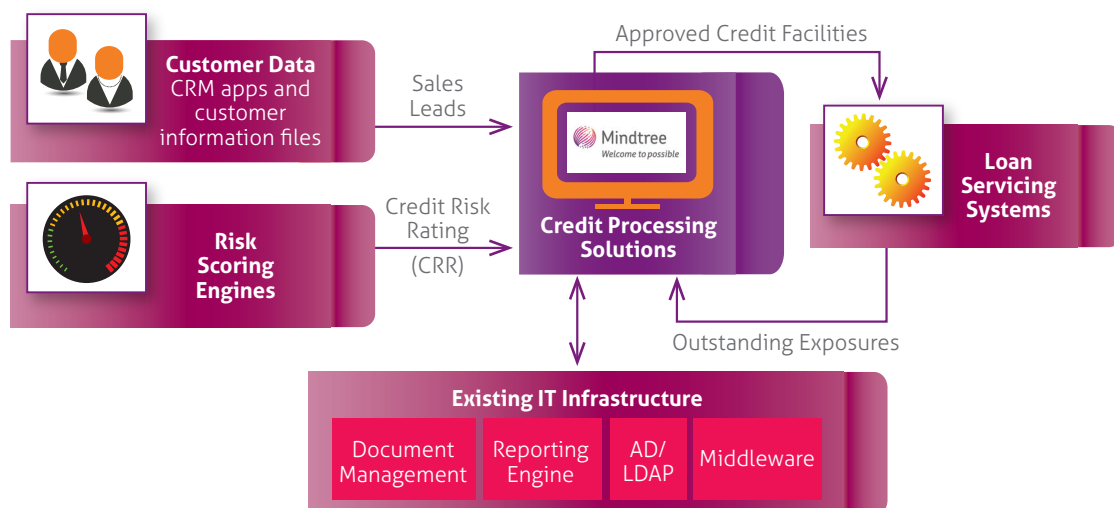 Customer Data
CRM apps and
customer
information files
Sales
Leads
Approved Credit Facilities
Mindtree
Welcome to possible
Credit Processing
Solutions
Loan
Servicing
Systems
Risk
Scoring
Engines
Credit Risk
Rating
(CRR)
Outstanding Exposures
Existing IT Infrastructure
Document
Management
Reporting
Engine
AD/
LDAP
Middleware